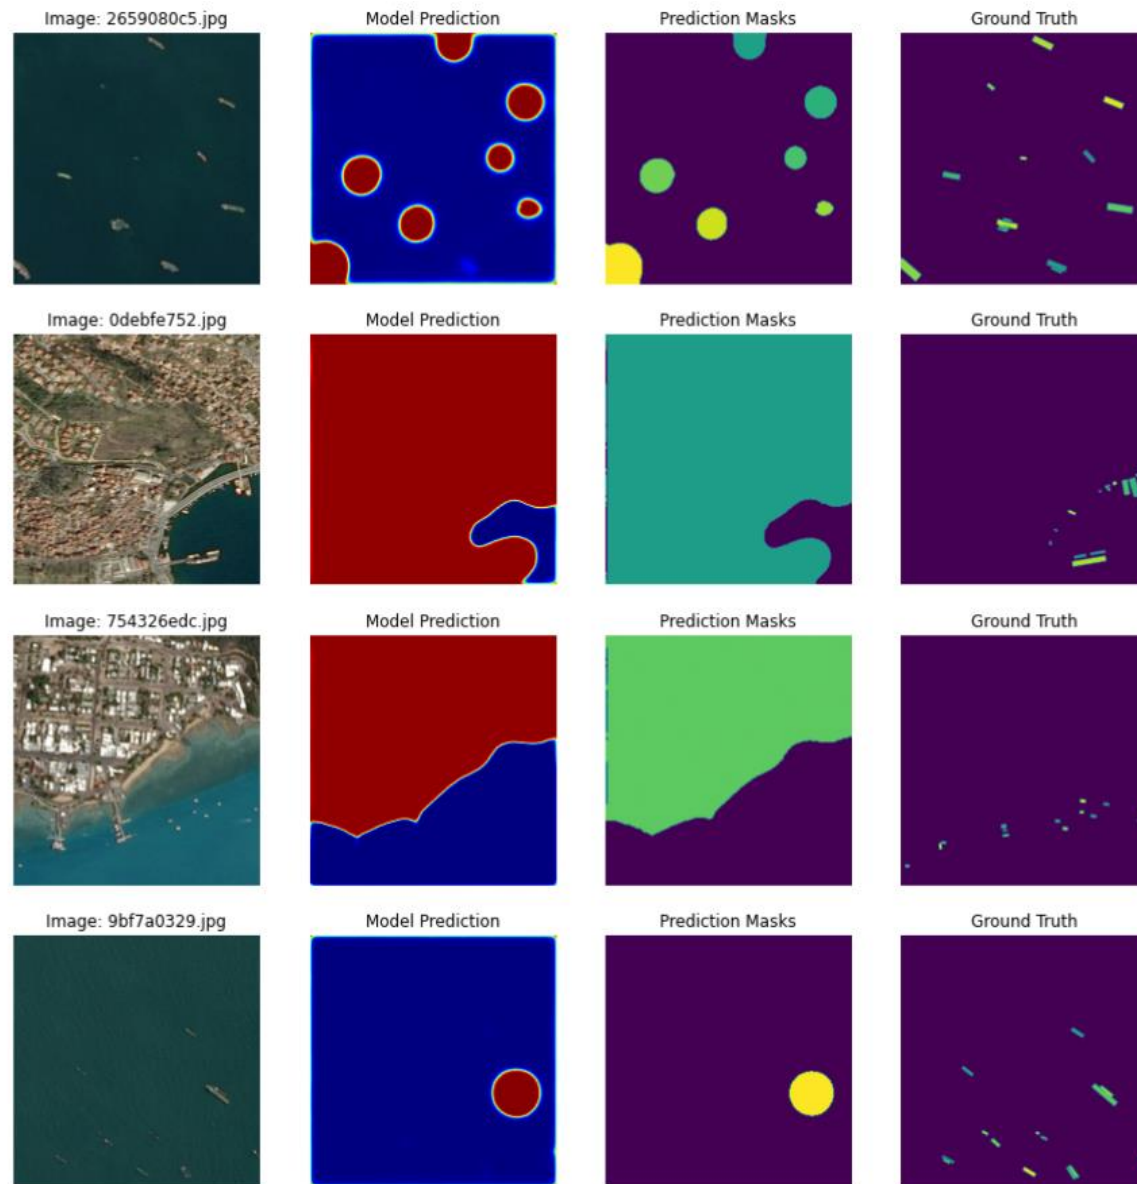 Image: 2659080c5.jpg
Model Prediction
Prediction Masks
Ground Truth
Image: 0debfe752.jpg
Model Prediction
Prediction Masks
Ground Truth
Image: 754326edc.jpg
Model Prediction
Prediction Masks
Ground Truth
Image: 9bf7a0329.jpg
Model Prediction
Prediction Masks
Ground Truth